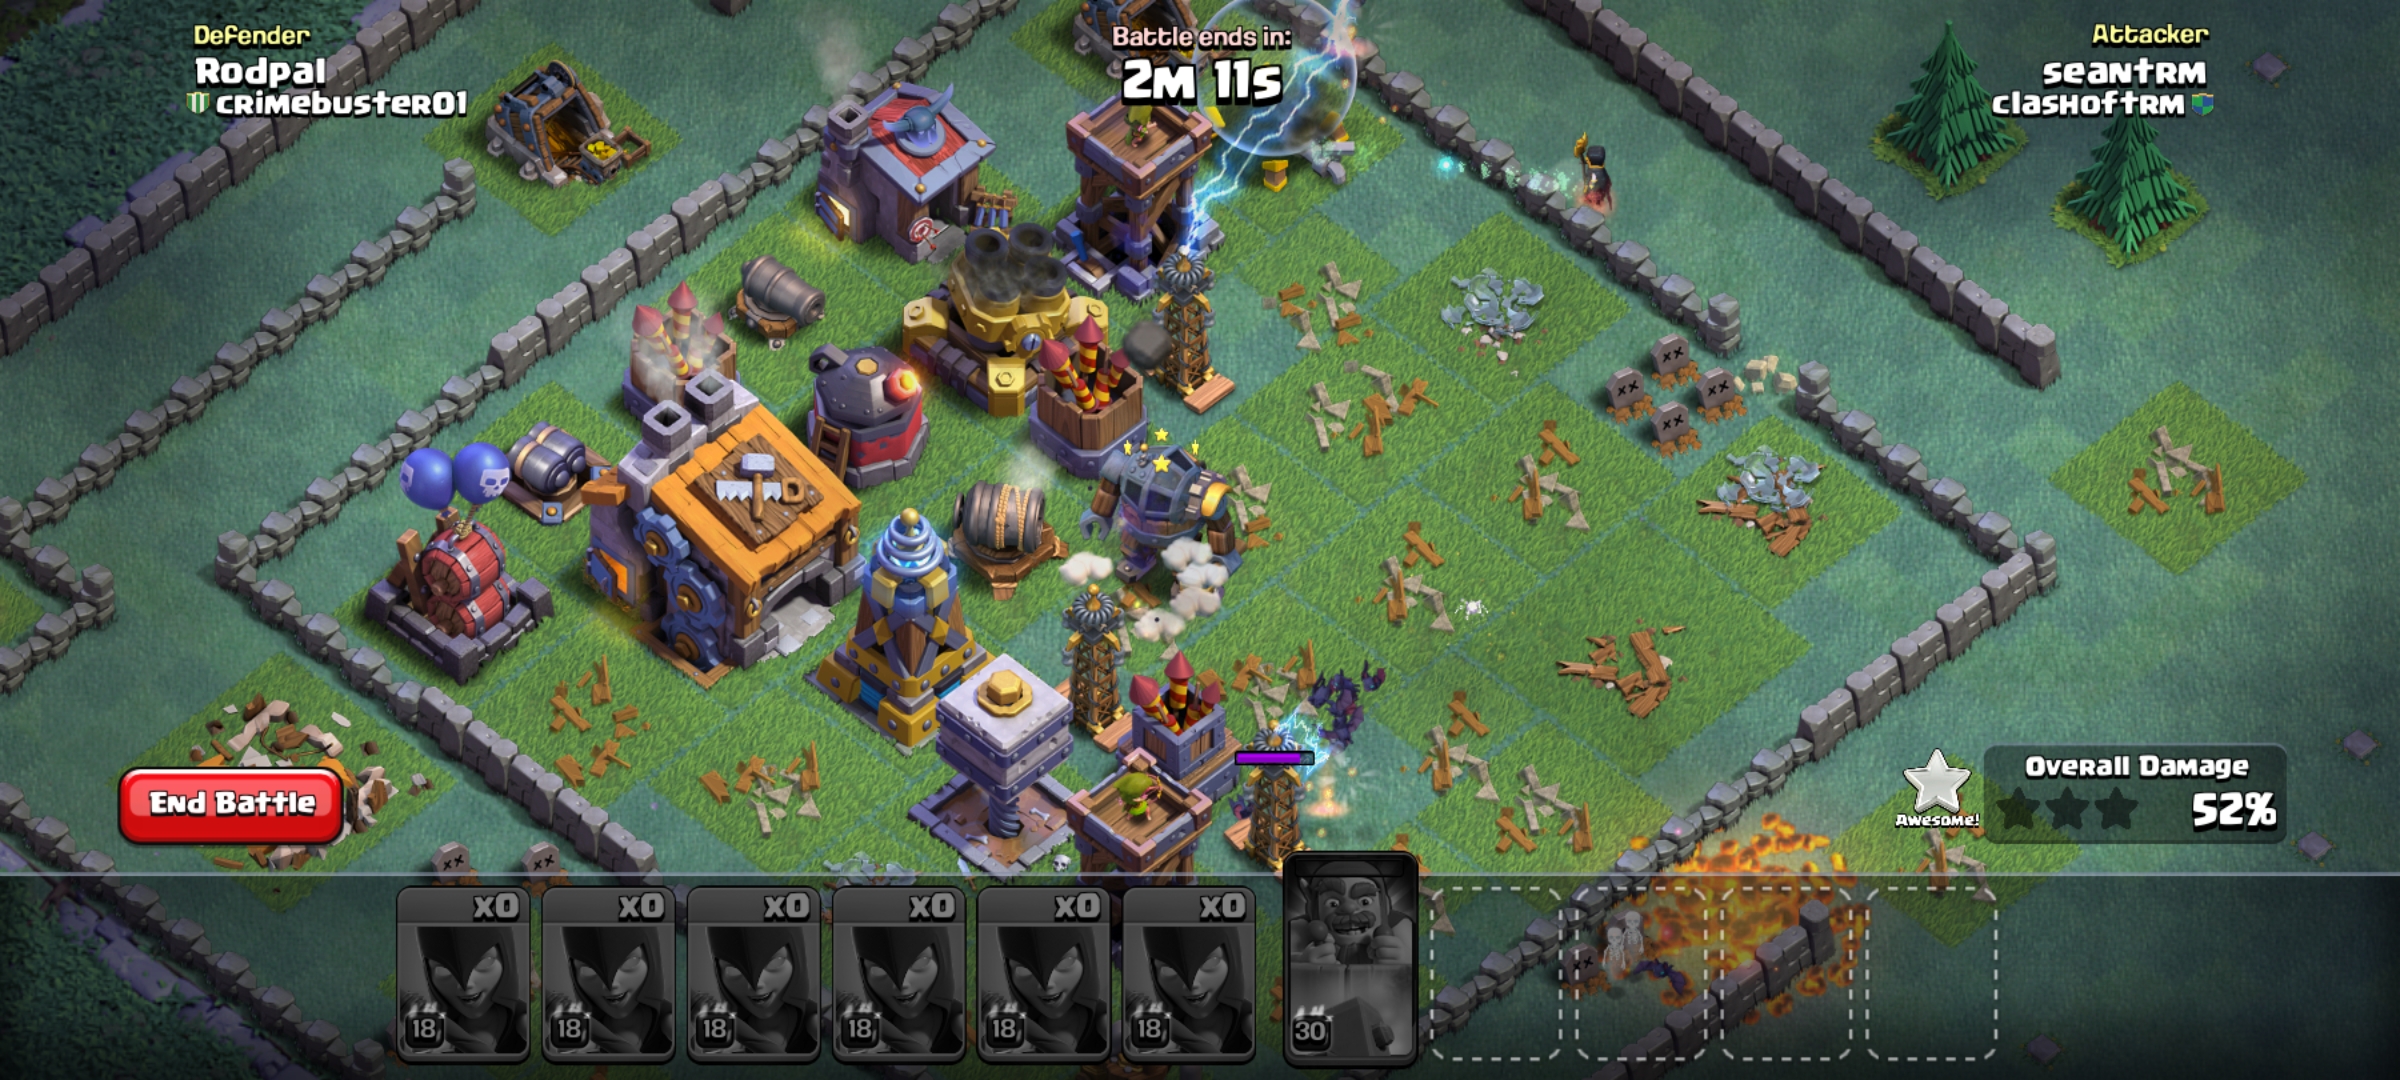 Defender
Rodpal
crimebuster01
Battle ends in:
2m 11s
Attacker
seantrm
clashoftrm
End Battle
Awesome!
Overall Damage
52%
x0 x0 x0 x0 x0 x0
18 18 18 18 18 18 30